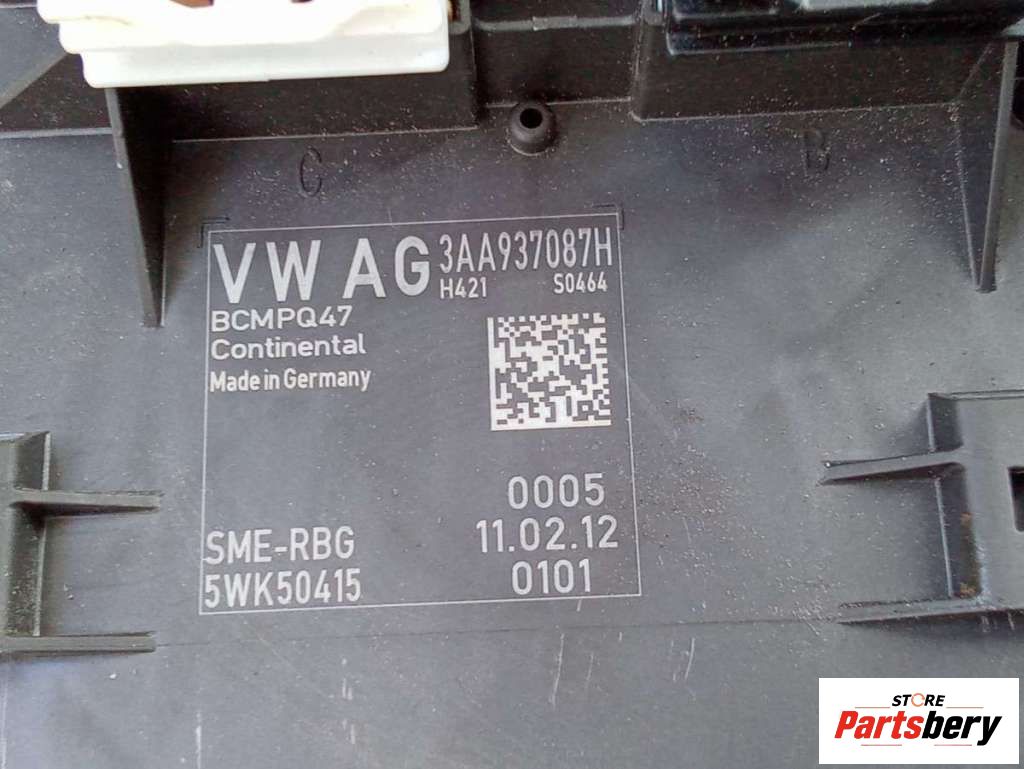 C B
VW AG 3AA937087H
H421 S0464
BCMPQ47
Continental
Made in Germany
0005
SME-RBG 11.02.12
5WK50415 0101
STORE
Partsbery